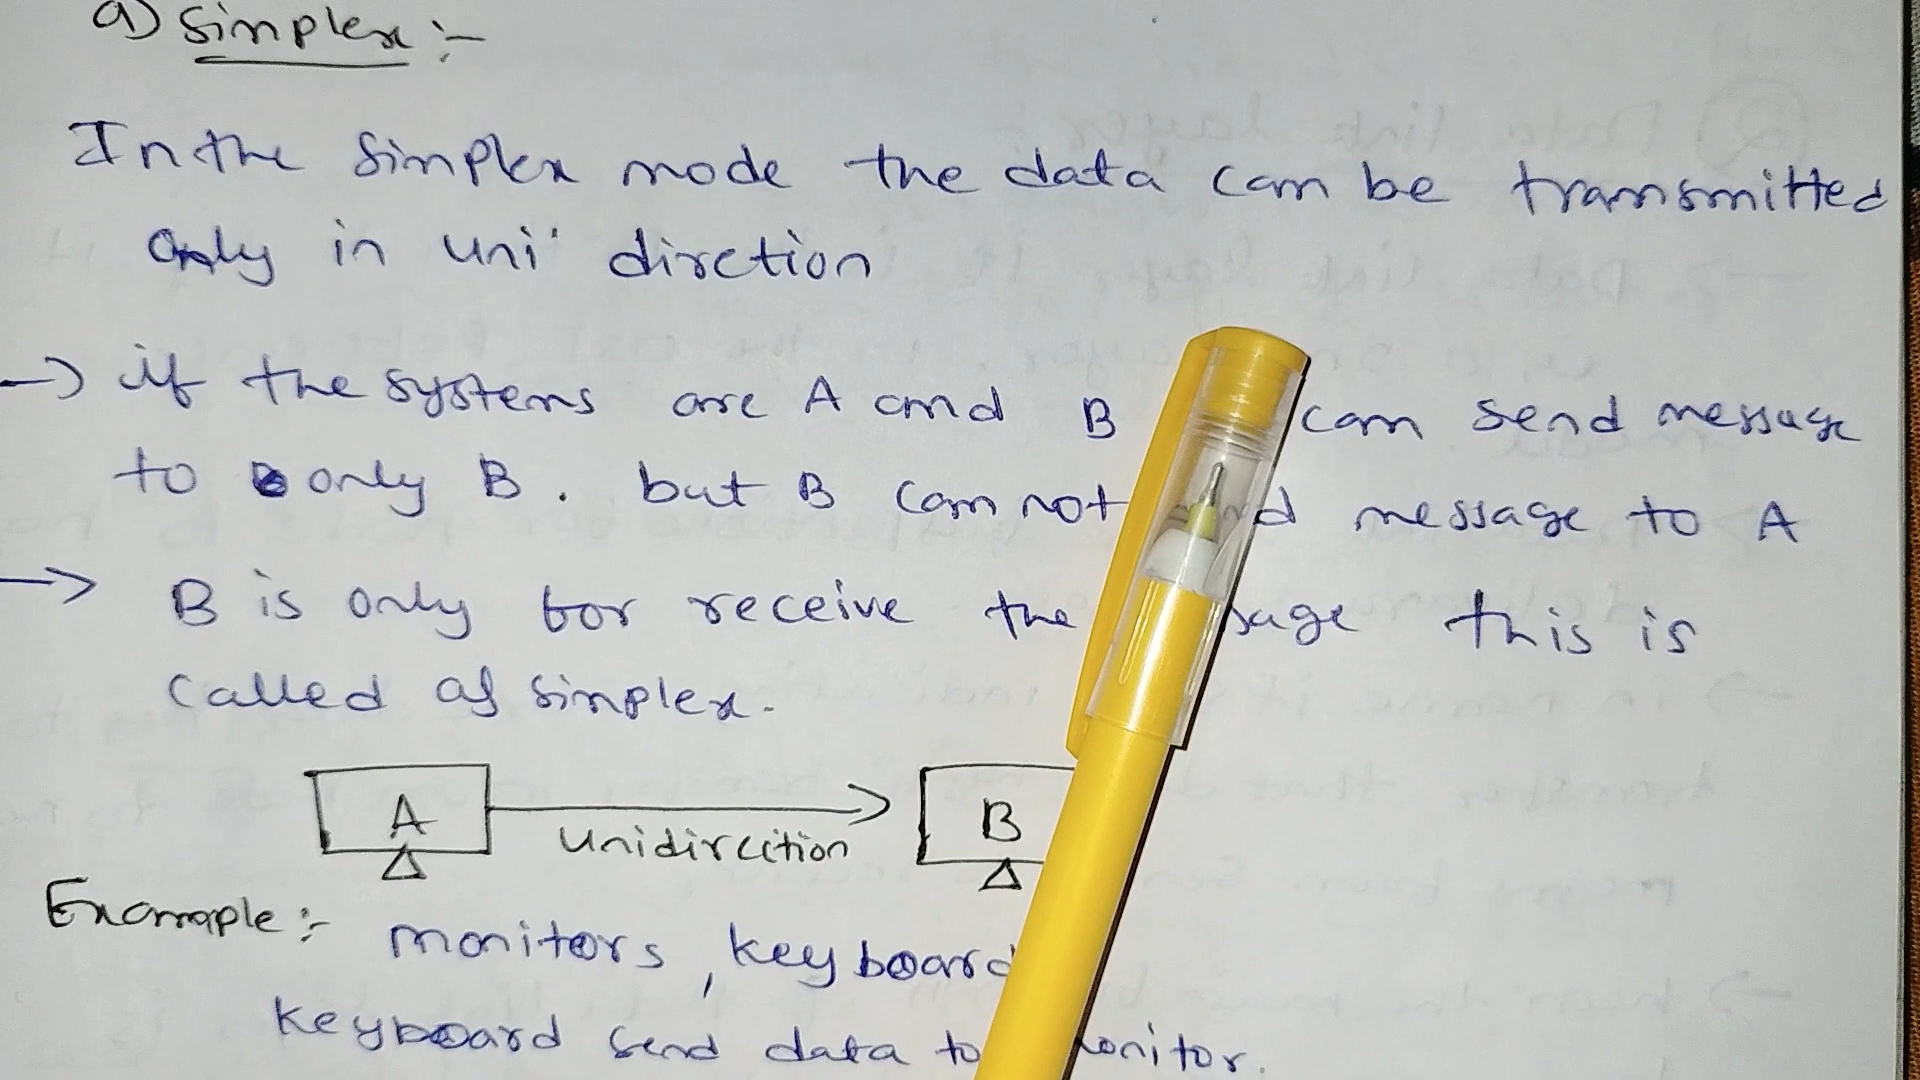 a) Simplex :-
In the Simplex mode the data can be transmitted
only in uni direction
→ if the systems are A and B can send message
to only B. but B can not message to A
→ B is only for receive the this is
called as simplex.
A B
Unidirection
Example :- monitors, keyboard
keyboard send data to monitor.